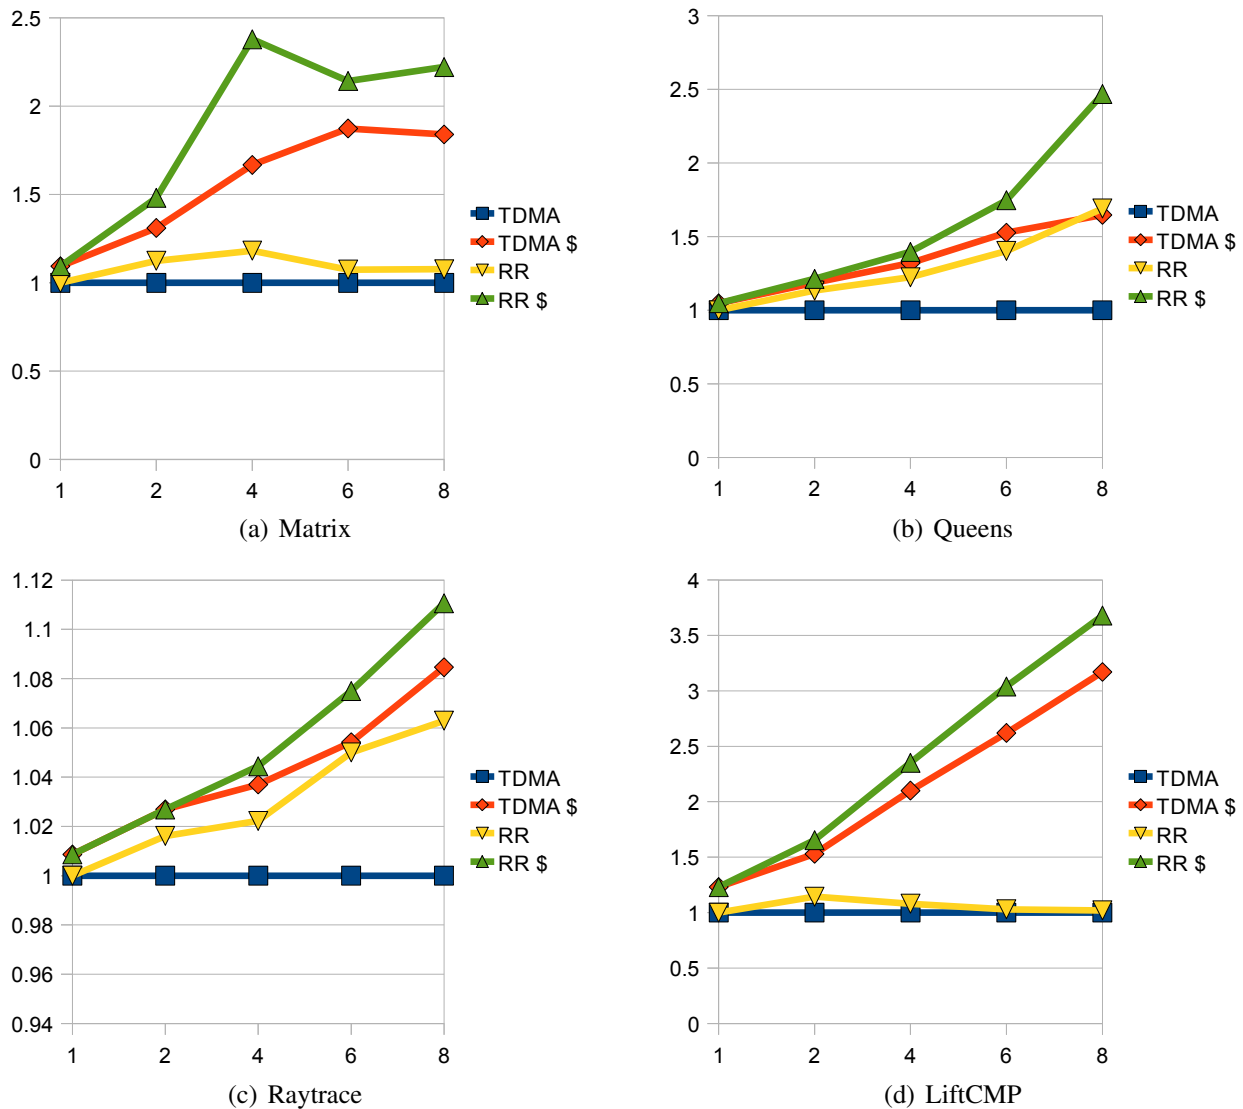 2.5
2
1.5
1
0.5
0
1 2 4 6 8
TDMA
TDMA $
RR
RR $
(a) Matrix
3
2.5
2
1.5
1
0.5
0
1 2 4 6 8
TDMA
TDMA $
RR
RR $
(b) Queens
1.12
1.1
1.08
1.06
1.04
1.02
1
0.98
0.96
0.94
1 2 4 6 8
TDMA
TDMA $
RR
RR $
(c) Raytrace
4
3.5
3
2.5
2
1.5
1
0.5
0
1 2 4 6 8
TDMA
TDMA $
RR
RR $
(d) LiftCMP